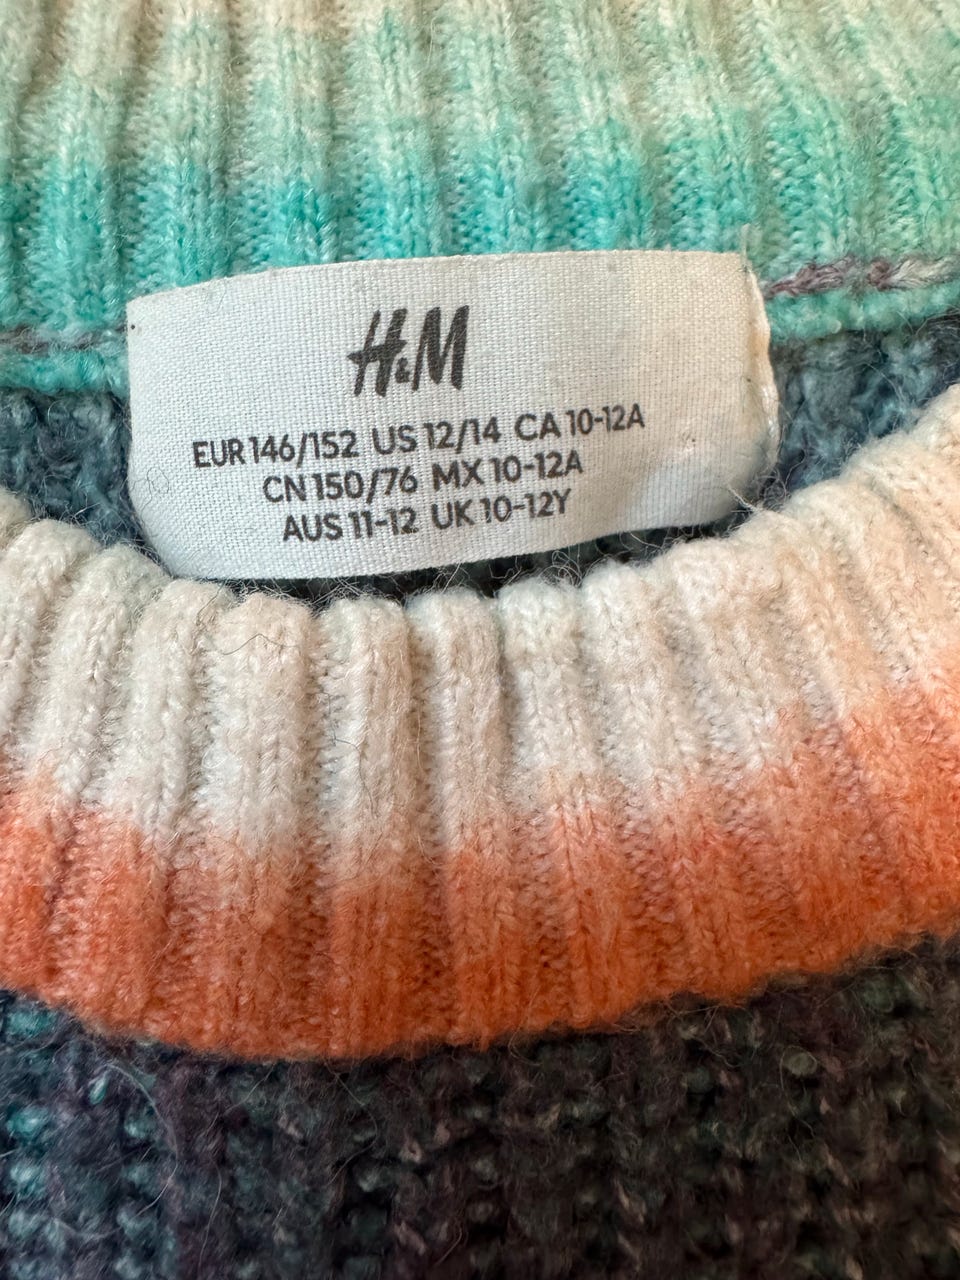 H&M
EUR 146/152 US 12/14 CA 10-12A
CN 150/76 MX 10-12A
AUS 11-12 UK 10-12Y